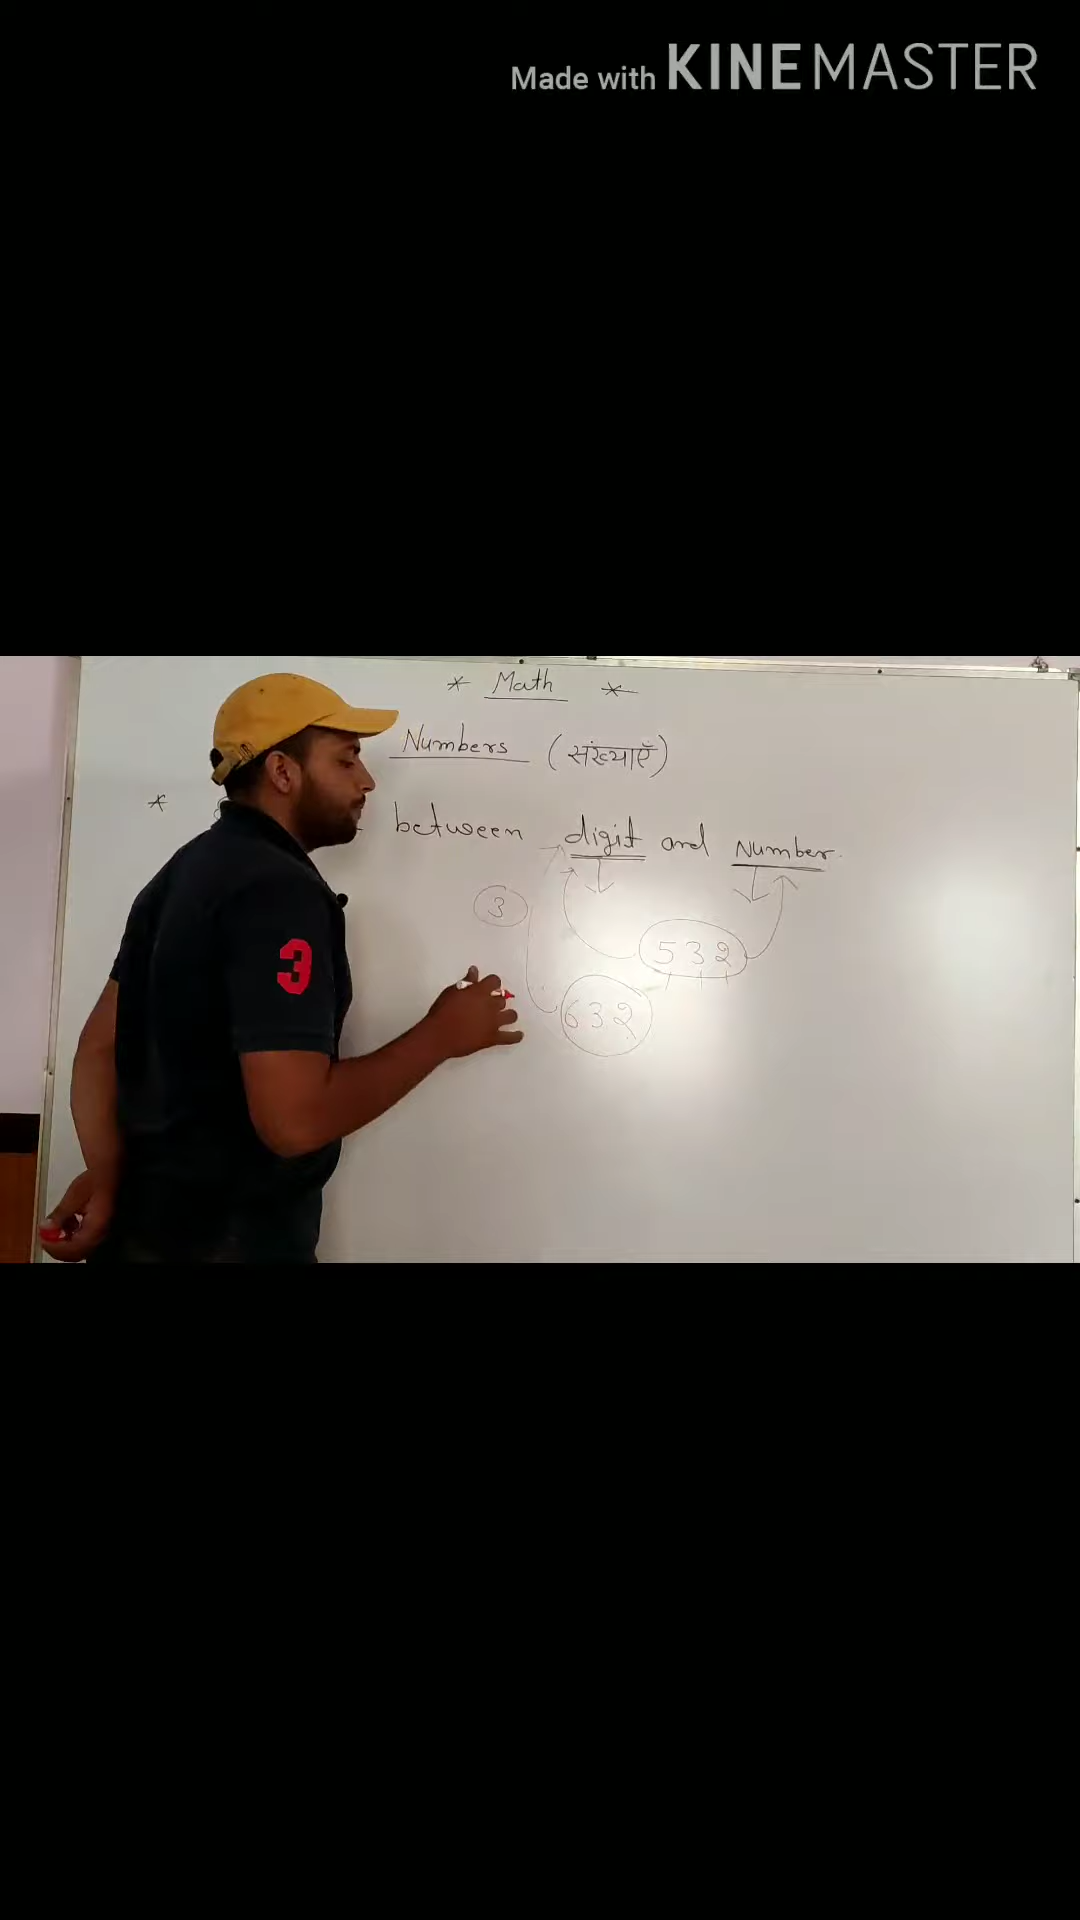 Made with KINEMASTER
* Math *
Numbers (संख्याएँ)
* between digit and Number.
3
532
632
3